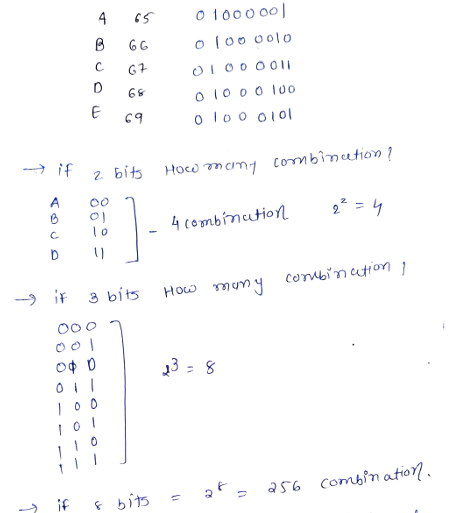 A 65 01000001
B 66 01000010
C 67 01000011
D 68 01000100
E 69 01000101
→ if 2 bits How many combination?
A 00
B 01
C 10
D 11
- 4 combination 2² = 4
→ if 3 bits How many combination
000
001
010
011
100
101
110
111
2³ = 8
→ if 8 bits = 2⁸ = 256 combination.